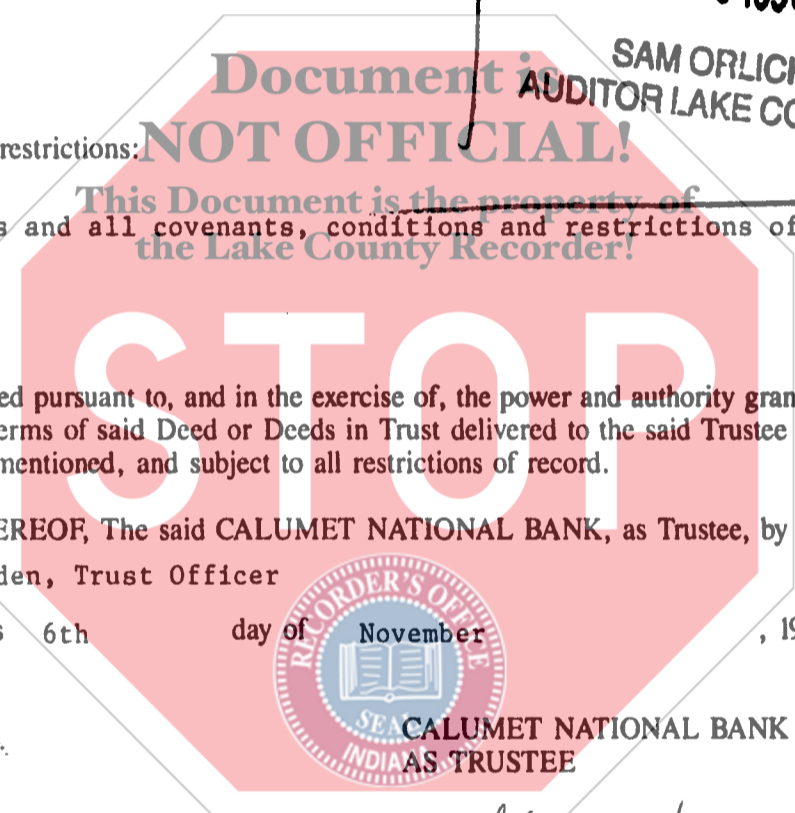 SAM ORLICH
AUDITOR LAKE CO
Document is
NOT OFFICIAL!
restrictions:
This Document is the property of
s and all covenants, conditions and restrictions of
the Lake County Recorder!
STOP
ed pursuant to, and in the exercise of, the power and authority gran
erms of said Deed or Deeds in Trust delivered to the said Trustee
mentioned, and subject to all restrictions of record.
EREOF, The said CALUMET NATIONAL BANK, as Trustee, by
den, Trust Officer
s 6th day of November , 19
RECORDER'S OFFICE
SEAL
INDIANA
CALUMET NATIONAL BANK
AS TRUSTEE